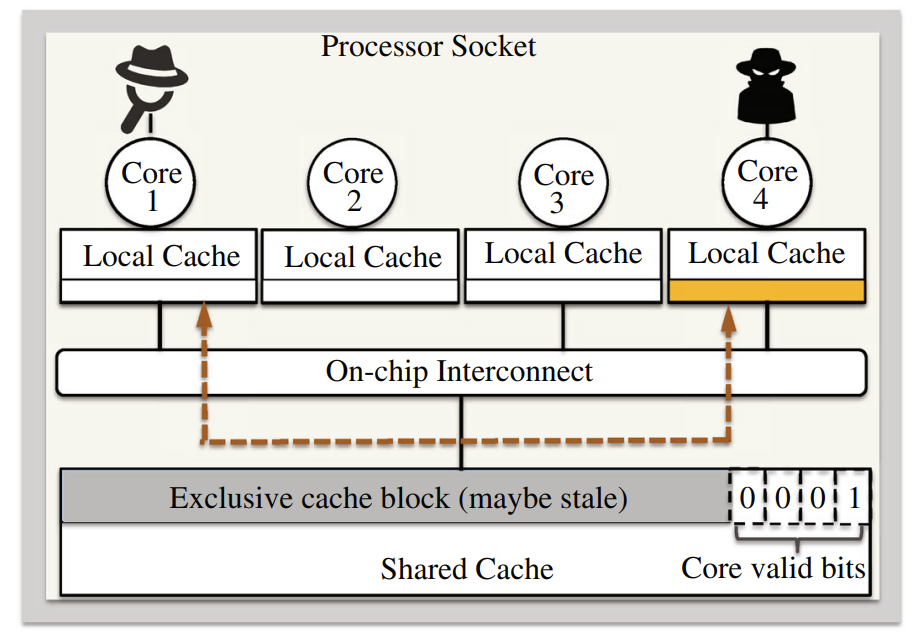 Processor Socket
Core
1
Core
2
Core
3
Core
4
Local Cache
Local Cache
Local Cache
Local Cache
On-chip Interconnect
Exclusive cache block (maybe stale)
0 0 0 1
Shared Cache
Core valid bits